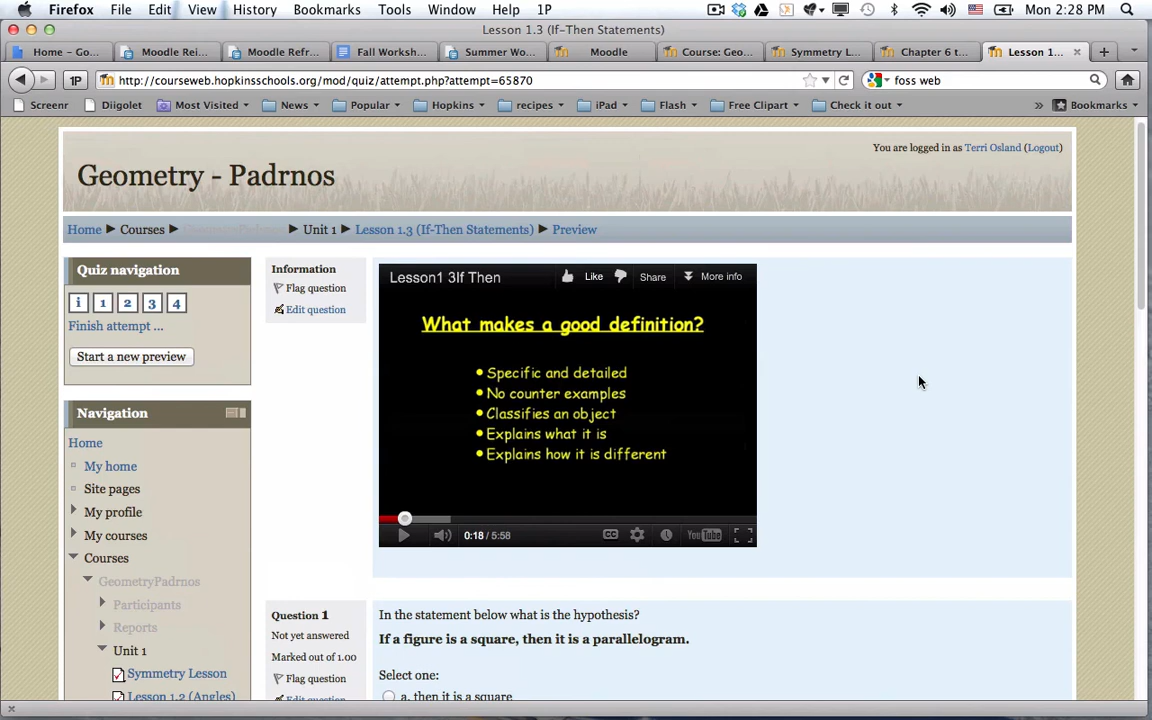 Firefox File Edit View History Bookmarks Tools Window Help 1P Mon 2:28 PM
Lesson 1.3 (If-Then Statements)
Home – Go... Moodle Rei... Moodle Refr... Fall Worksh... Summer Wo... Moodle Course: Geo... Symmetry L... Chapter 6 t... Lesson 1...
1P http://courseweb.hopkinsschools.org/mod/quiz/attempt.php?attempt=65870 foss web
Screenr Diigolet Most Visited News Popular Hopkins recipes iPad Flash Free Clipart Check it out » Bookmarks
You are logged in as Terri Osland (Logout)
Geometry - Padrnos
Home Courses GeometryPadrnos Unit 1 Lesson 1.3 (If-Then Statements) Preview
Quiz navigation
i 1 2 3 4
Finish attempt ...
Start a new preview
Navigation
Home
My home
Site pages
My profile
My courses
Courses
GeometryPadrnos
Participants
Reports
Unit 1
Symmetry Lesson
Lesson 1.2 (Angles)
Information
Flag question
Edit question
Lesson1 3If Then Like Share More info
What makes a good definition?
• Specific and detailed
• No counter examples
• Classifies an object
• Explains what it is
• Explains how it is different
0:18 / 5:58 CC YouTube
Question 1
Not yet answered
Marked out of 1.00
Flag question
Edit question
In the statement below what is the hypothesis?
If a figure is a square, then it is a parallelogram.
Select one:
a. then it is a square